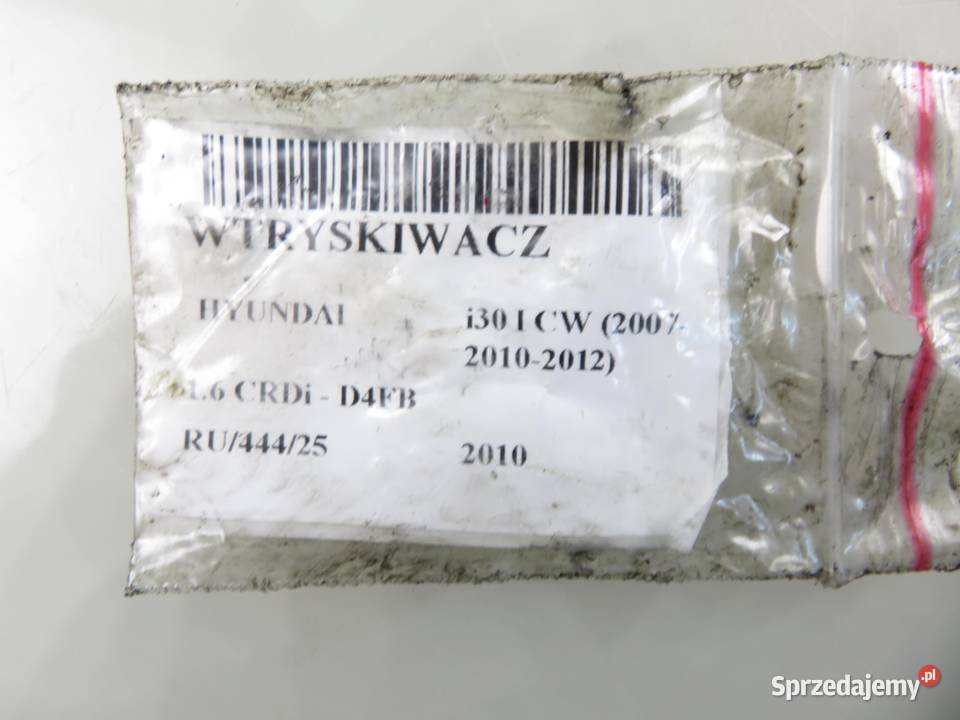 WTRYSKIWACZ
HYUNDAI i30 I CW (2007-
2010-2012)
1.6 CRDi - D4FB
RU/444/25 2010
Sprzedajemy.pl